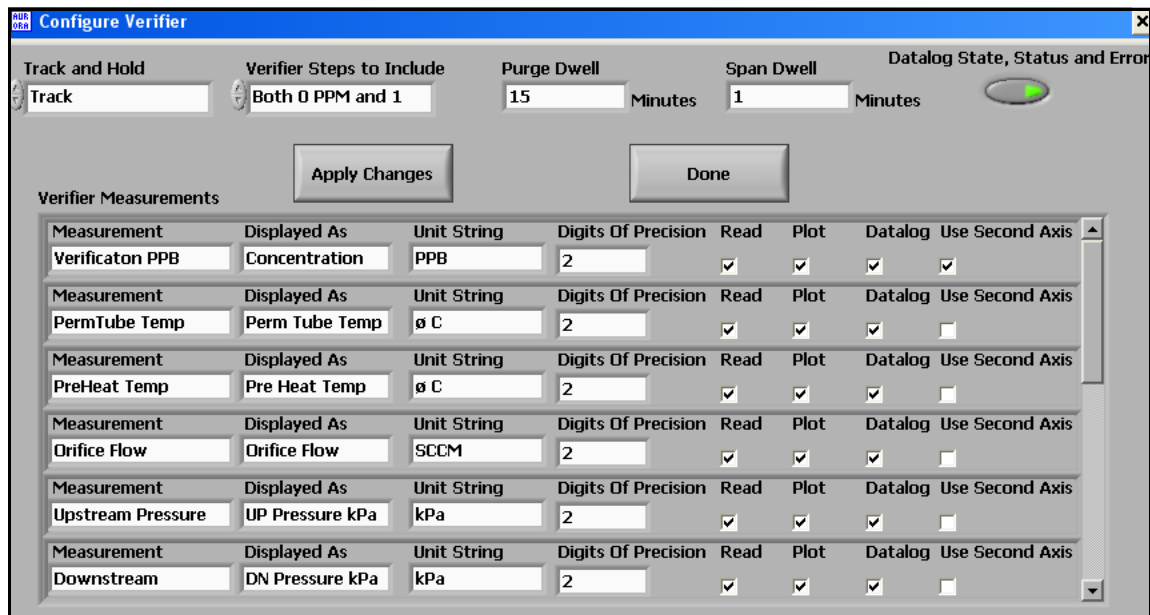 AUR ORA Configure Verifier
Track and Hold Verifier Steps to Include Purge Dwell Span Dwell Datalog State, Status and Error
Track Both 0 PPM and 1 15 Minutes 1 Minutes
Apply Changes Done
Verifier Measurements
Measurement Displayed As Unit String Digits Of Precision Read Plot Datalog Use Second Axis
Verificaton PPB Concentration PPB 2
Measurement Displayed As Unit String Digits Of Precision Read Plot Datalog Use Second Axis
PermTube Temp Perm Tube Temp ø C 2
Measurement Displayed As Unit String Digits Of Precision Read Plot Datalog Use Second Axis
PreHeat Temp Pre Heat Temp ø C 2
Measurement Displayed As Unit String Digits Of Precision Read Plot Datalog Use Second Axis
Orifice Flow Orifice Flow SCCM 2
Measurement Displayed As Unit String Digits Of Precision Read Plot Datalog Use Second Axis
Upstream Pressure UP Pressure kPa kPa 2
Measurement Displayed As Unit String Digits Of Precision Read Plot Datalog Use Second Axis
Downstream DN Pressure kPa kPa 2